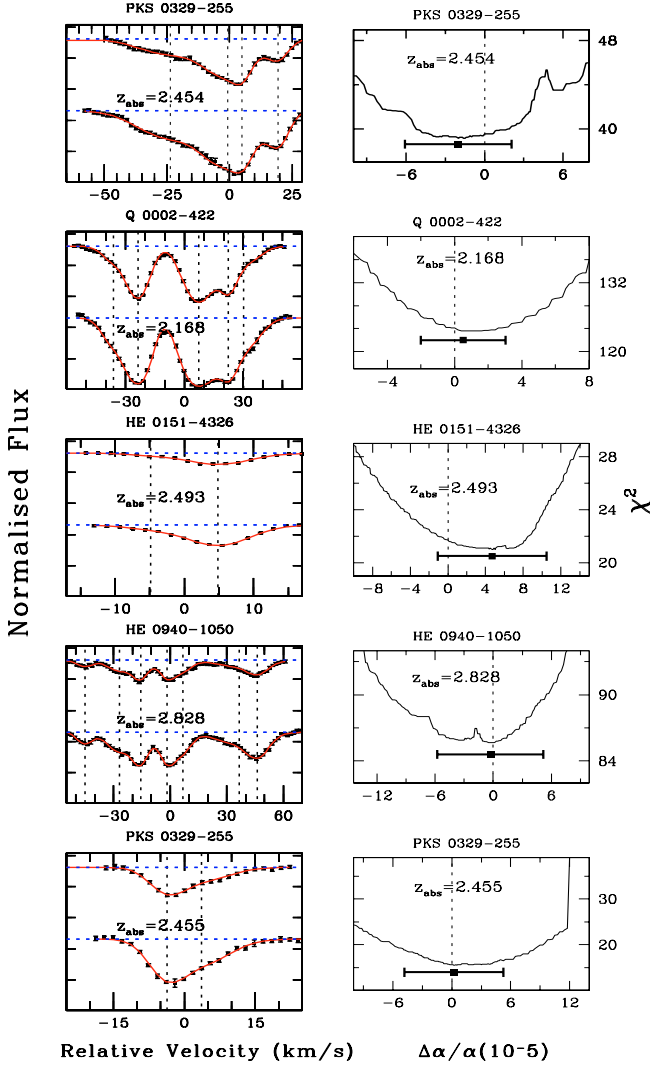 PKS 0329-255
z_abs=2.454
-50 -25 0 25
PKS 0329-255
z_abs=2.454
48
40
-6 0 6
Q 0002-422
z_abs=2.168
-30 0 30
Q 0002-422
z_abs=2.168
132
120
-4 0 4 8
HE 0151-4326
z_abs=2.493
-10 0 10
HE 0151-4326
z_abs=2.493
28
24
20
-8 -4 0 4 8 12
HE 0940-1050
z_abs=2.828
-30 0 30 60
HE 0940-1050
z_abs=2.828
90
84
-12 -6 0 6
PKS 0329-255
z_abs=2.455
-15 0 15
PKS 0329-255
z_abs=2.455
30
20
-6 0 6 12
Normalised Flux
χ²
Relative Velocity (km/s)
Δα/α(10⁻⁵)